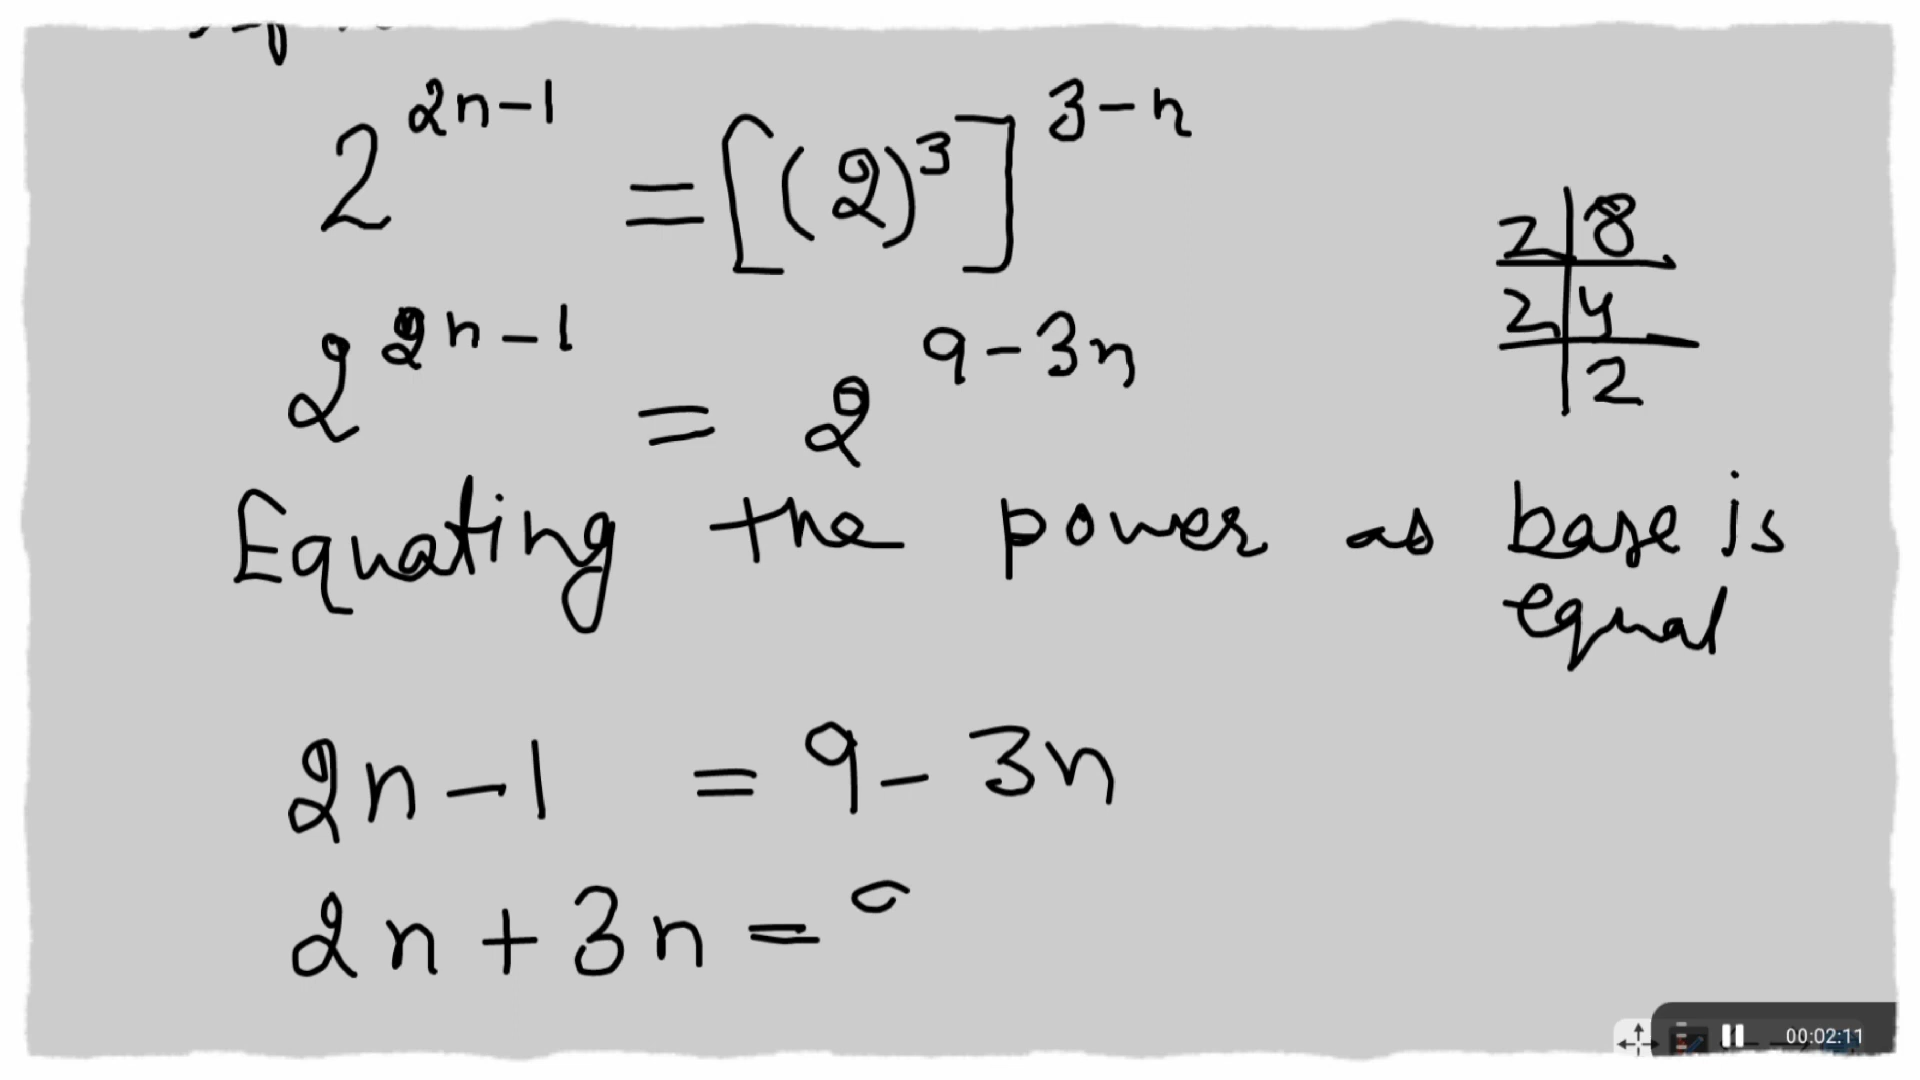 2^{2n-1} = [(2)^3]^{3-n}
2 | 8
2 | 4
2
2^{2n-1} = 2^{9-3n}
Equating the power as base is
equal
2n-1 = 9-3n
2n+3n =
00:02:11